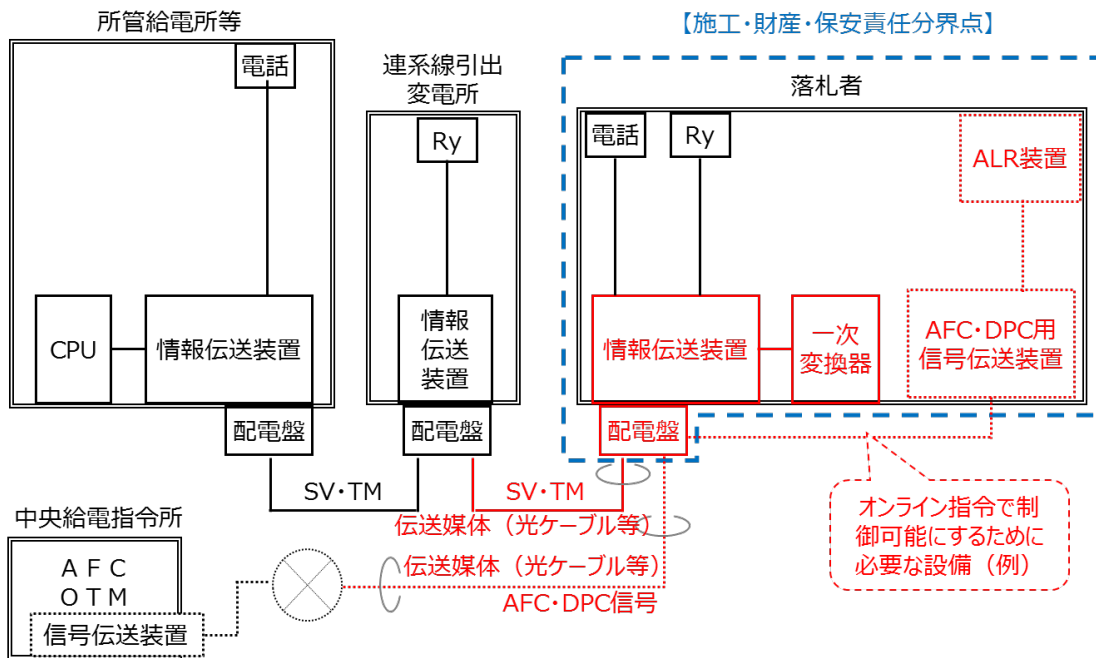 所管給電所等
電話
CPU
情報伝送装置
配電盤
連系線引出
変電所
Ry
情報
伝送
装置
配電盤
【施工・財産・保安責任分界点】
落札者
電話
Ry
ALR装置
情報伝送装置
一次
変換器
AFC・DPC用
信号伝送装置
配電盤
SV・TM
SV・TM
伝送媒体（光ケーブル等）
伝送媒体（光ケーブル等）
AFC・DPC信号
オンライン指令で制
御可能にするために
必要な設備（例）
中央給電指令所
ＡＦＣ
ＯＴＭ
信号伝送装置